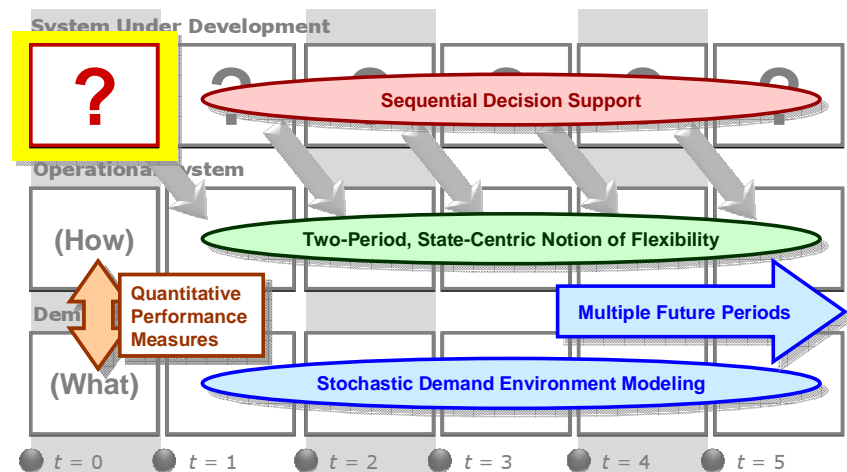 System Under Development
?
?
?
Sequential Decision Support
Operational System
(How)
Two-Period, State-Centric Notion of Flexibility
Quantitative
Performance
Measures
Multiple Future Periods
Dem
(What)
Stochastic Demand Environment Modeling
t = 0
t = 1
t = 2
t = 3
t = 4
t = 5